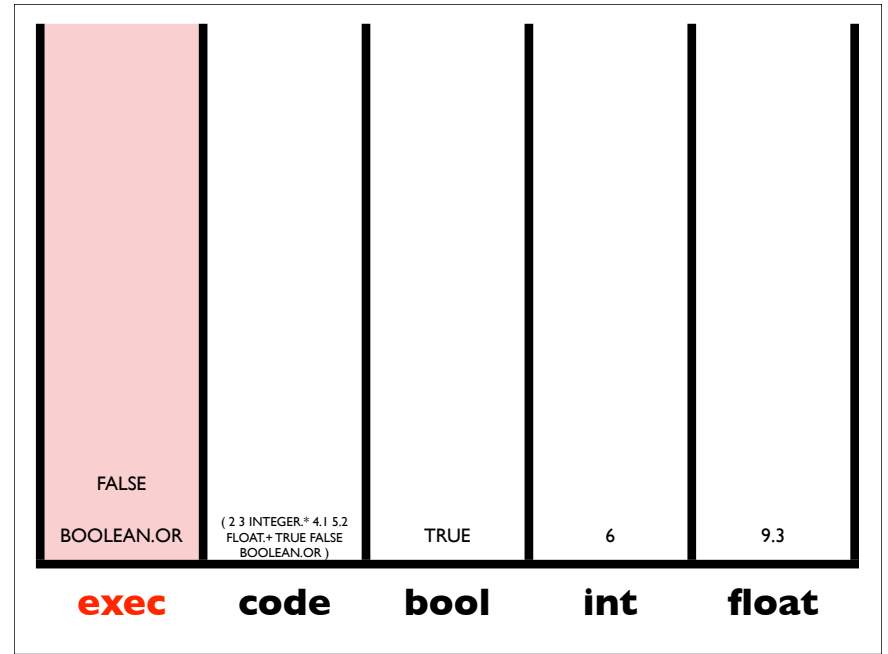 FALSE
BOOLEAN.OR
( 2 3 INTEGER.* 4.1 5.2
FLOAT.+ TRUE FALSE
BOOLEAN.OR )
TRUE
6
9.3
exec
code
bool
int
float